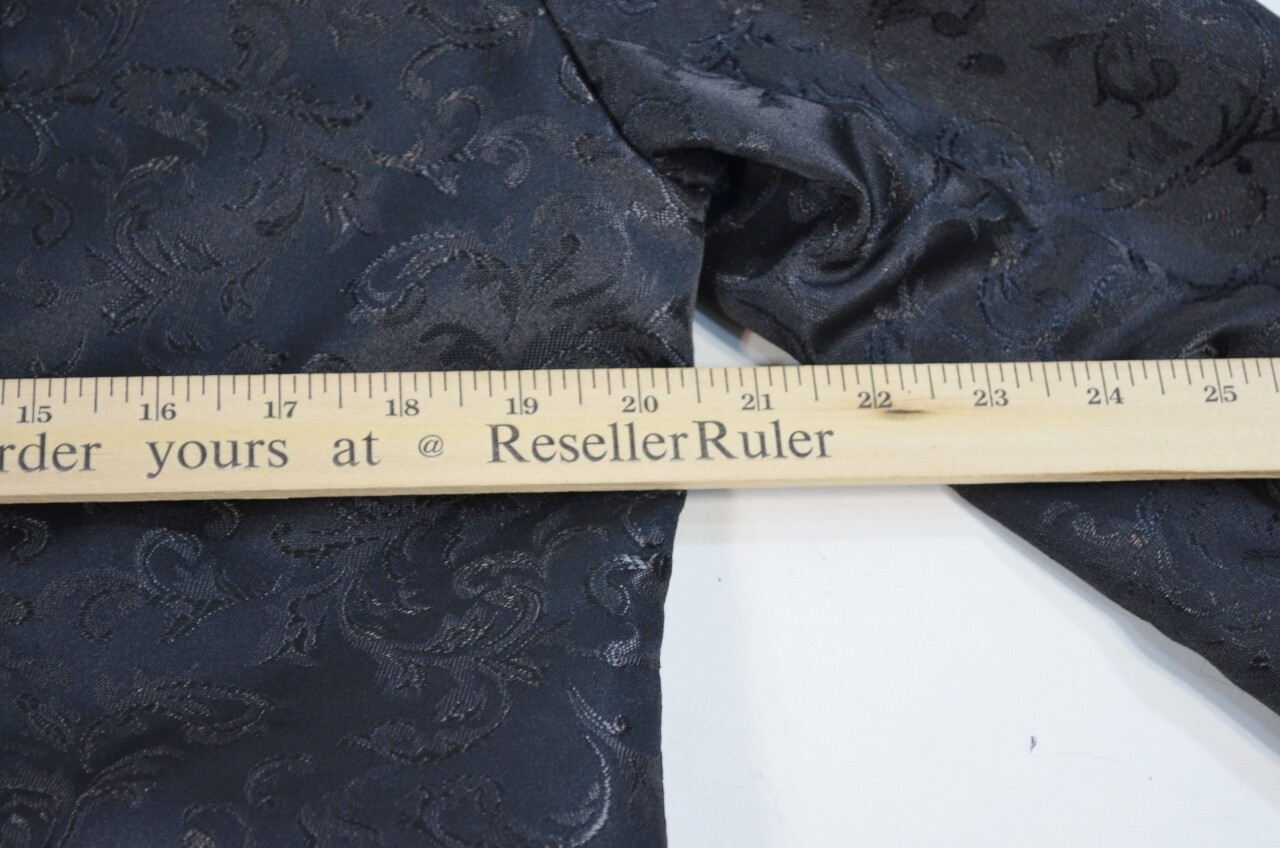 15 16 17 18 19 20 21 22 23 24 25
rder yours at @ ResellerRuler